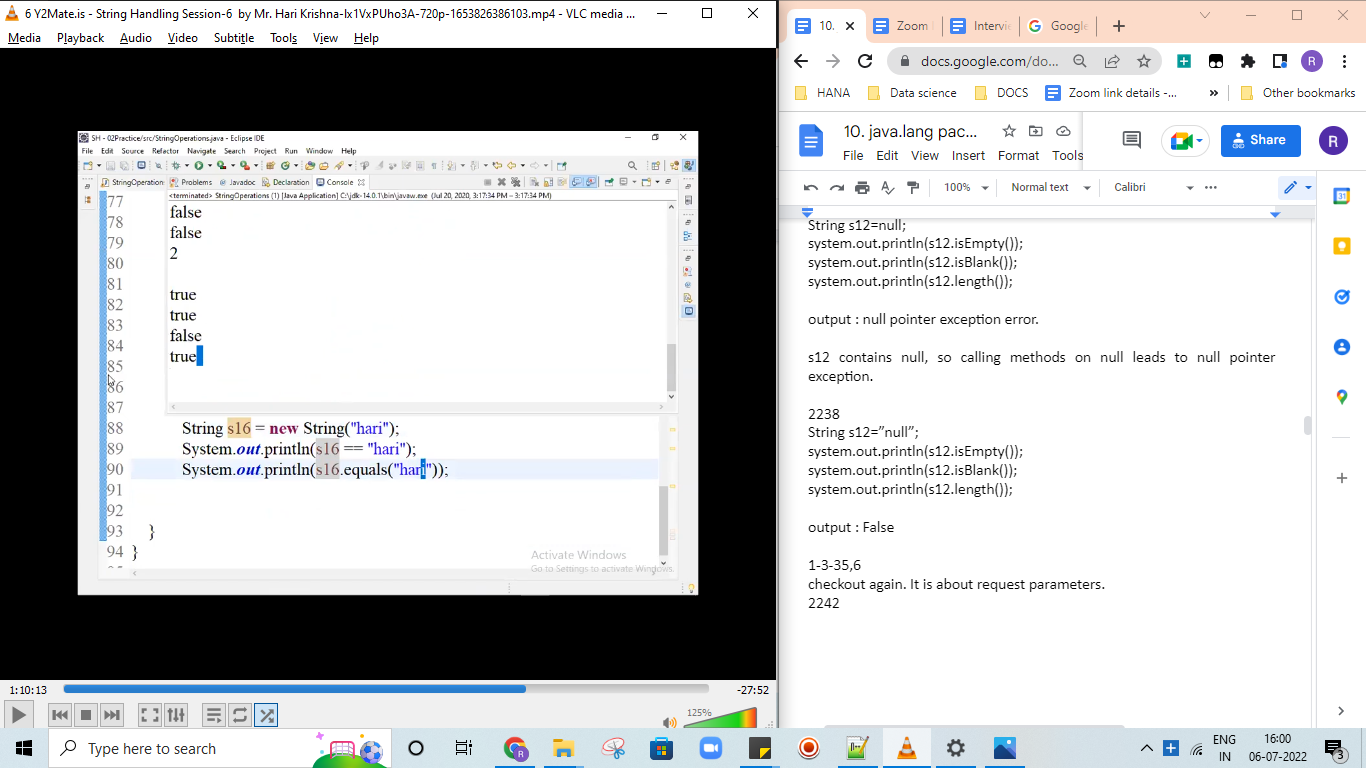 6 Y2Mate.is - String Handling Session-6 by Mr. Hari Krishna-Ix1VxPUho3A-720p-1653826386103.mp4 - VLC media ...
Media Playback Audio Video Subtitle Tools View Help
SH - 02Practice/src/StringOperations.java - Eclipse IDE
File Edit Source Refactor Navigate Search Project Run Window Help
StringOperation Problems @ Javadoc Declaration Console
<terminated> StringOperations (1) [Java Application] C:\jdk-14.0.1\bin\javaw.exe (Jul 20, 2020, 3:17:34 PM – 3:17:34 PM)
77 false
78 false
79 2
80
81 true
82 true
83 false
84 true
85
86
87
88 String s16 = new String("hari");
89 System.out.println(s16 == "hari");
90 System.out.println(s16.equals("hari"));
91
92
93 }
94 }
Activate Windows
Go to Settings to activate Windows.
1:10:13 -27:52
125%
10. Zoom Intervie Google
docs.google.com/do...
R
HANA Data science DOCS Zoom link details -... » Other bookmarks
10. java.lang pac...
File Edit View Insert Format Tools
Share
R
100% Normal text Calibri
31
String s12=null;
system.out.println(s12.isEmpty());
system.out.println(s12.isBlank());
system.out.println(s12.length());
output : null pointer exception error.
s12 contains null, so calling methods on null leads to null pointer
exception.
2238
String s12=”null”;
system.out.println(s12.isEmpty());
system.out.println(s12.isBlank());
system.out.println(s12.length());
output : False
1-3-35,6
checkout again. It is about request parameters.
2242
Type here to search
ENG
IN
16:00
06-07-2022
3